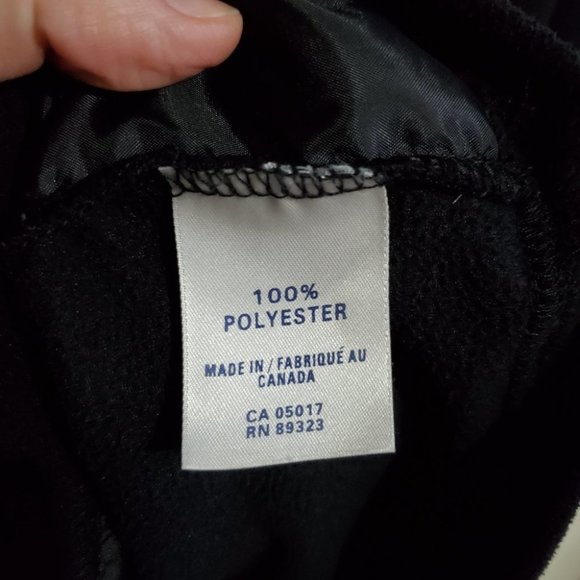 100%
POLYESTER
MADE IN / FABRIQUÉ AU
CANADA
CA 05017
RN 89323